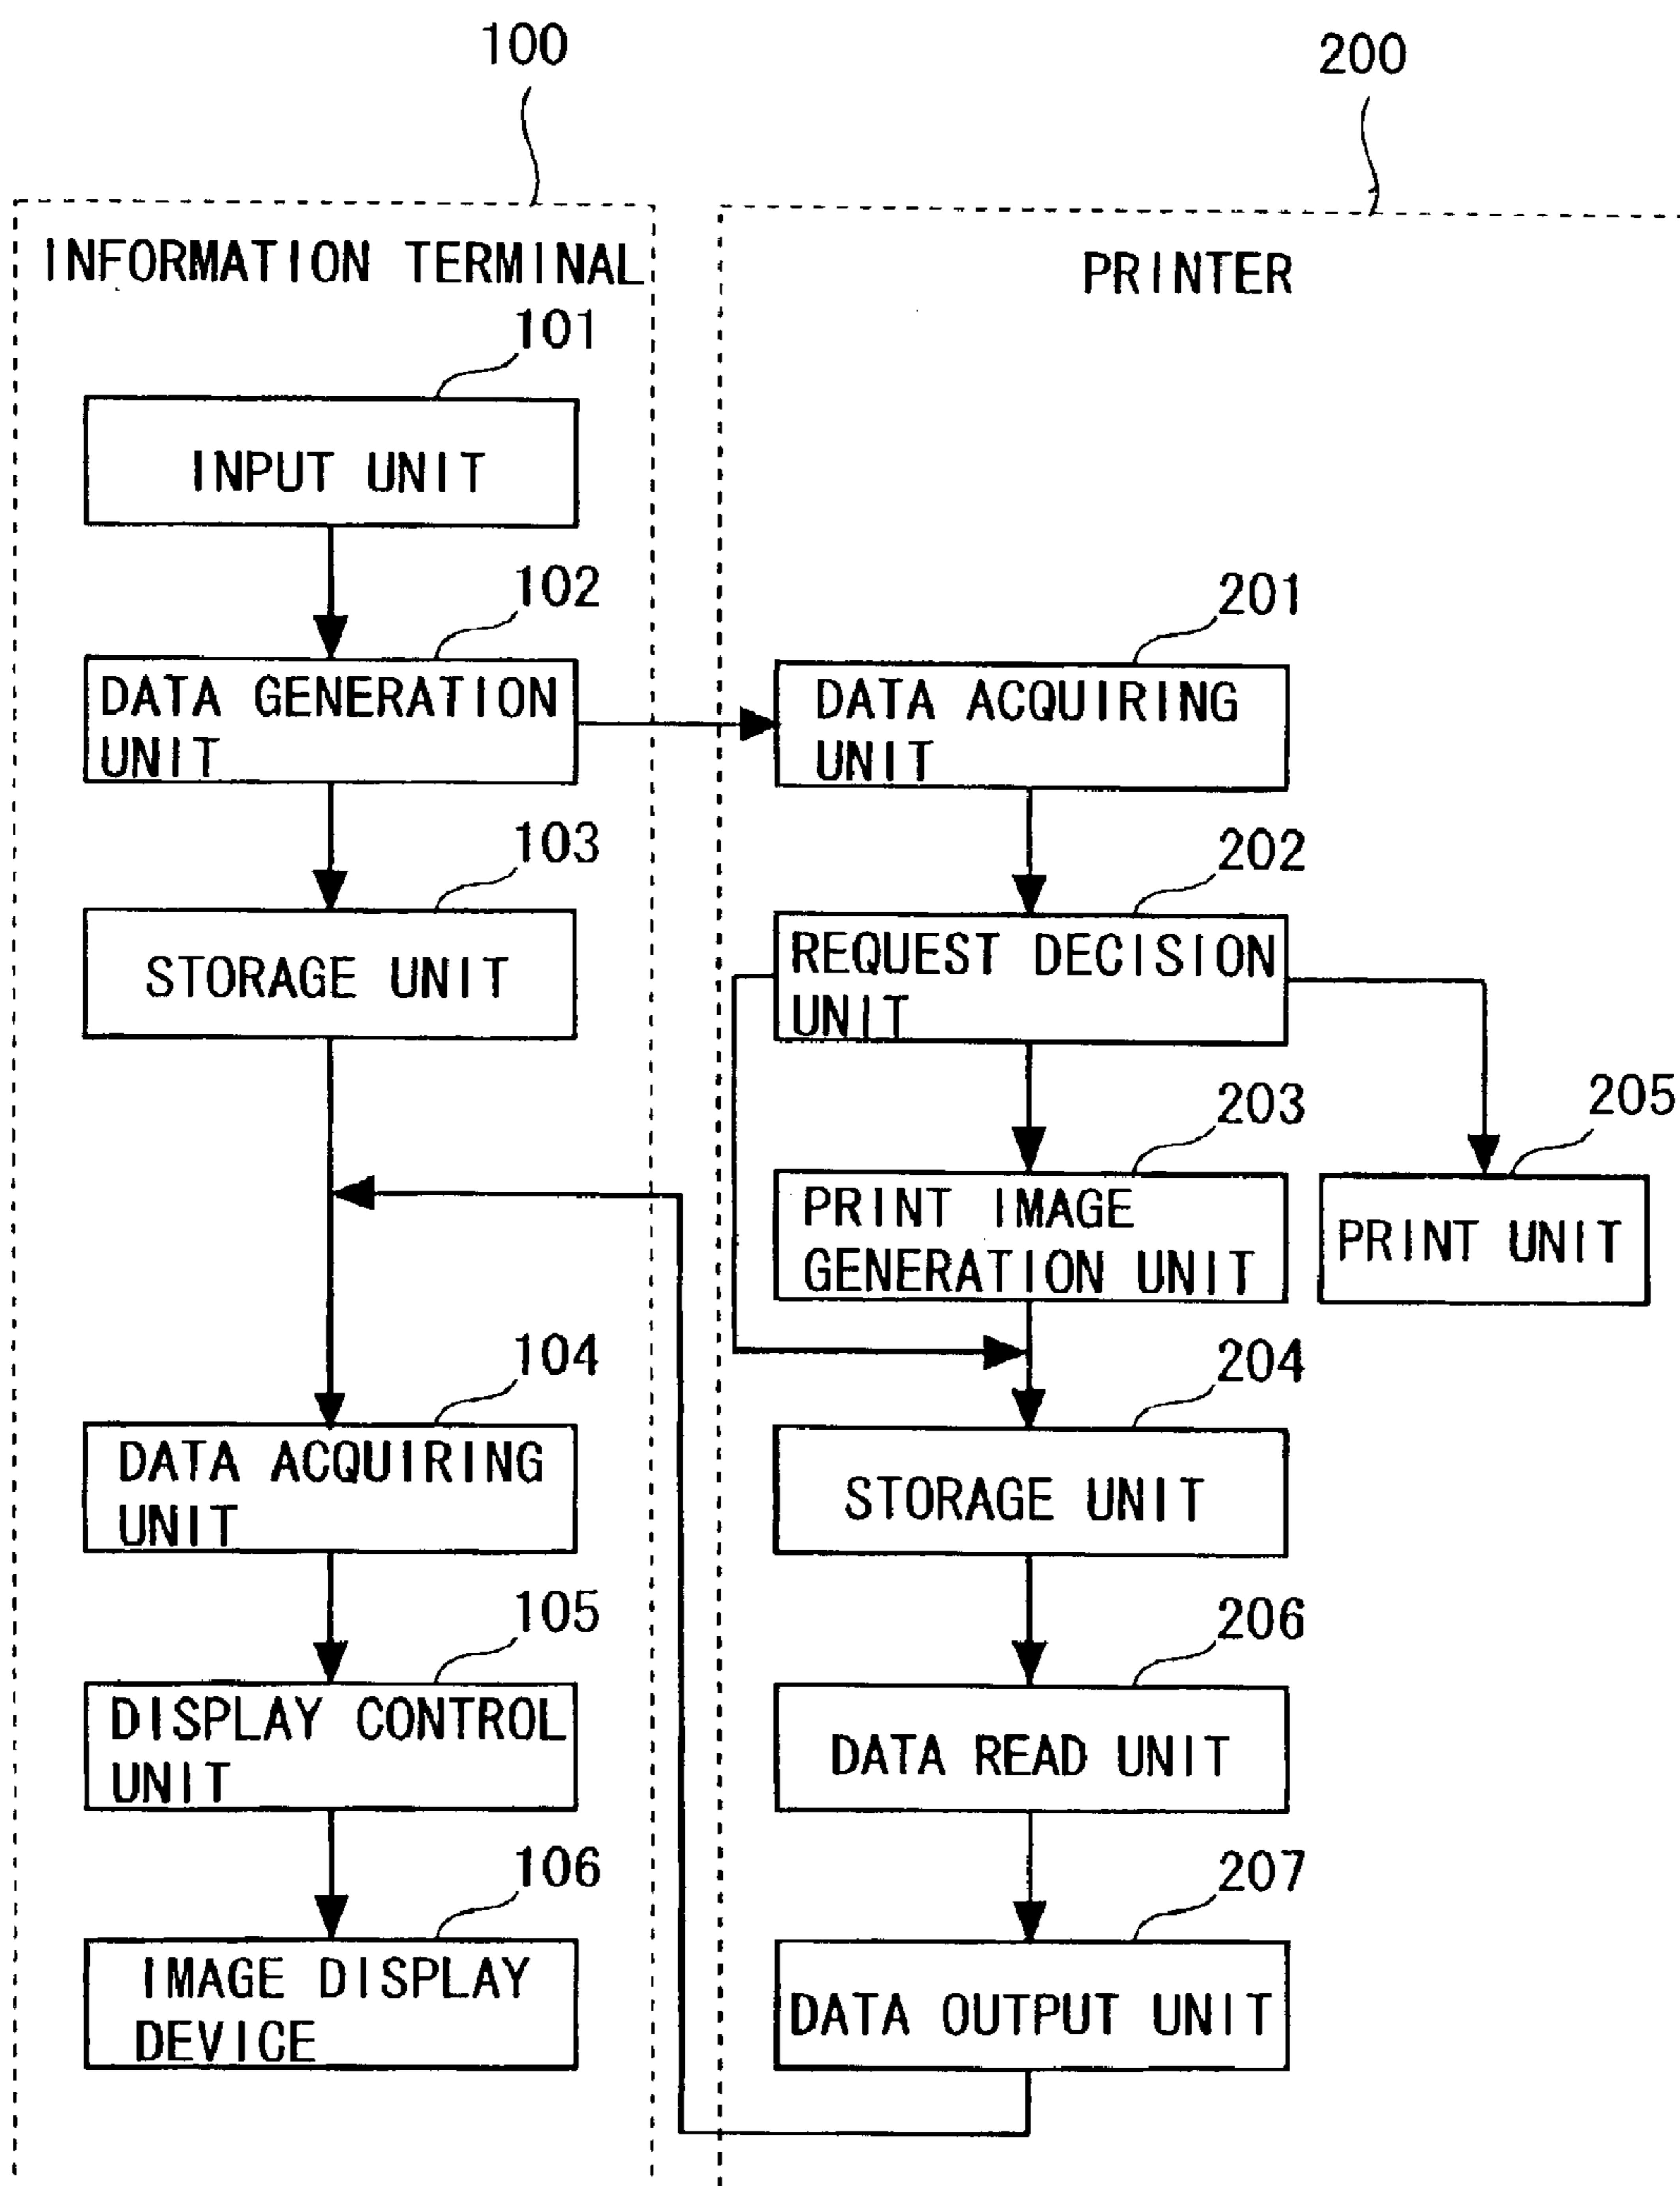 100
200
INFORMATION TERMINAL
PRINTER
101
INPUT UNIT
102
DATA GENERATION
UNIT
103
STORAGE UNIT
104
DATA ACQUIRING
UNIT
105
DISPLAY CONTROL
UNIT
106
IMAGE DISPLAY
DEVICE
201
DATA ACQUIRING
UNIT
202
REQUEST DECISION
UNIT
203
PRINT IMAGE
GENERATION UNIT
205
PRINT UNIT
204
STORAGE UNIT
206
DATA READ UNIT
207
DATA OUTPUT UNIT